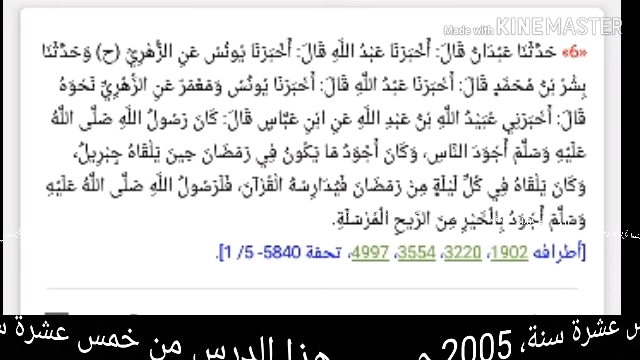 Made with KINEMASTER
«6» حَدَّثَنَا عَبْدَانُ قَالَ: أَخْبَرَنَا عَبْدُ اللَّهِ قَالَ: أَخْبَرَنَا يُونُسُ عَنِ الزُّهْرِيِّ (ح) وَحَدَّثَنَا
بِشْرُ بْنُ مُحَمَّدٍ قَالَ: أَخْبَرَنَا عَبْدُ اللَّهِ قَالَ: أَخْبَرَنَا يُونُسُ وَمَعْمَرٌ عَنِ الزُّهْرِيِّ نَحْوَهُ
قَالَ: أَخْبَرَنِي عُبَيْدُ اللَّهِ بْنُ عَبْدِ اللَّهِ عَنِ ابْنِ عَبَّاسٍ قَالَ: كَانَ رَسُولُ اللَّهِ صَلَّى اللَّهُ
عَلَيْهِ وَسَلَّمَ أَجْوَدَ النَّاسِ، وَكَانَ أَجْوَدُ مَا يَكُونُ فِي رَمَضَانَ حِينَ يَلْقَاهُ جِبْرِيلُ،
وَكَانَ يَلْقَاهُ فِي كُلِّ لَيْلَةٍ مِنْ رَمَضَانَ فَيُدَارِسُهُ الْقُرْآنَ، فَلَرَسُولُ اللَّهِ صَلَّى اللَّهُ عَلَيْهِ
وَسَلَّمَ أَجْوَدُ بِالْخَيْرِ مِنَ الرِّيحِ الْمُرْسَلَةِ.
[أطرافه 1902، 3220، 3554، 4997، تحفة 5840- 5/ 1].
س عشرة سنة، 2005 هذا الدرس من خمس عشرة س